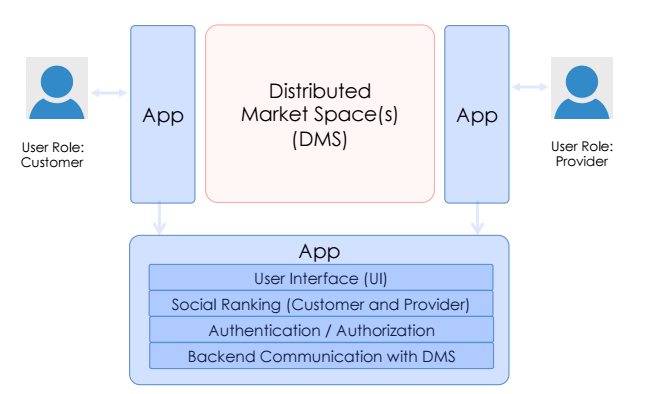 User Role:
Customer
App
Distributed
Market Space(s)
(DMS)
App
User Role:
Provider
App
User Interface (UI)
Social Ranking (Customer and Provider)
Authentication / Authorization
Backend Communication with DMS